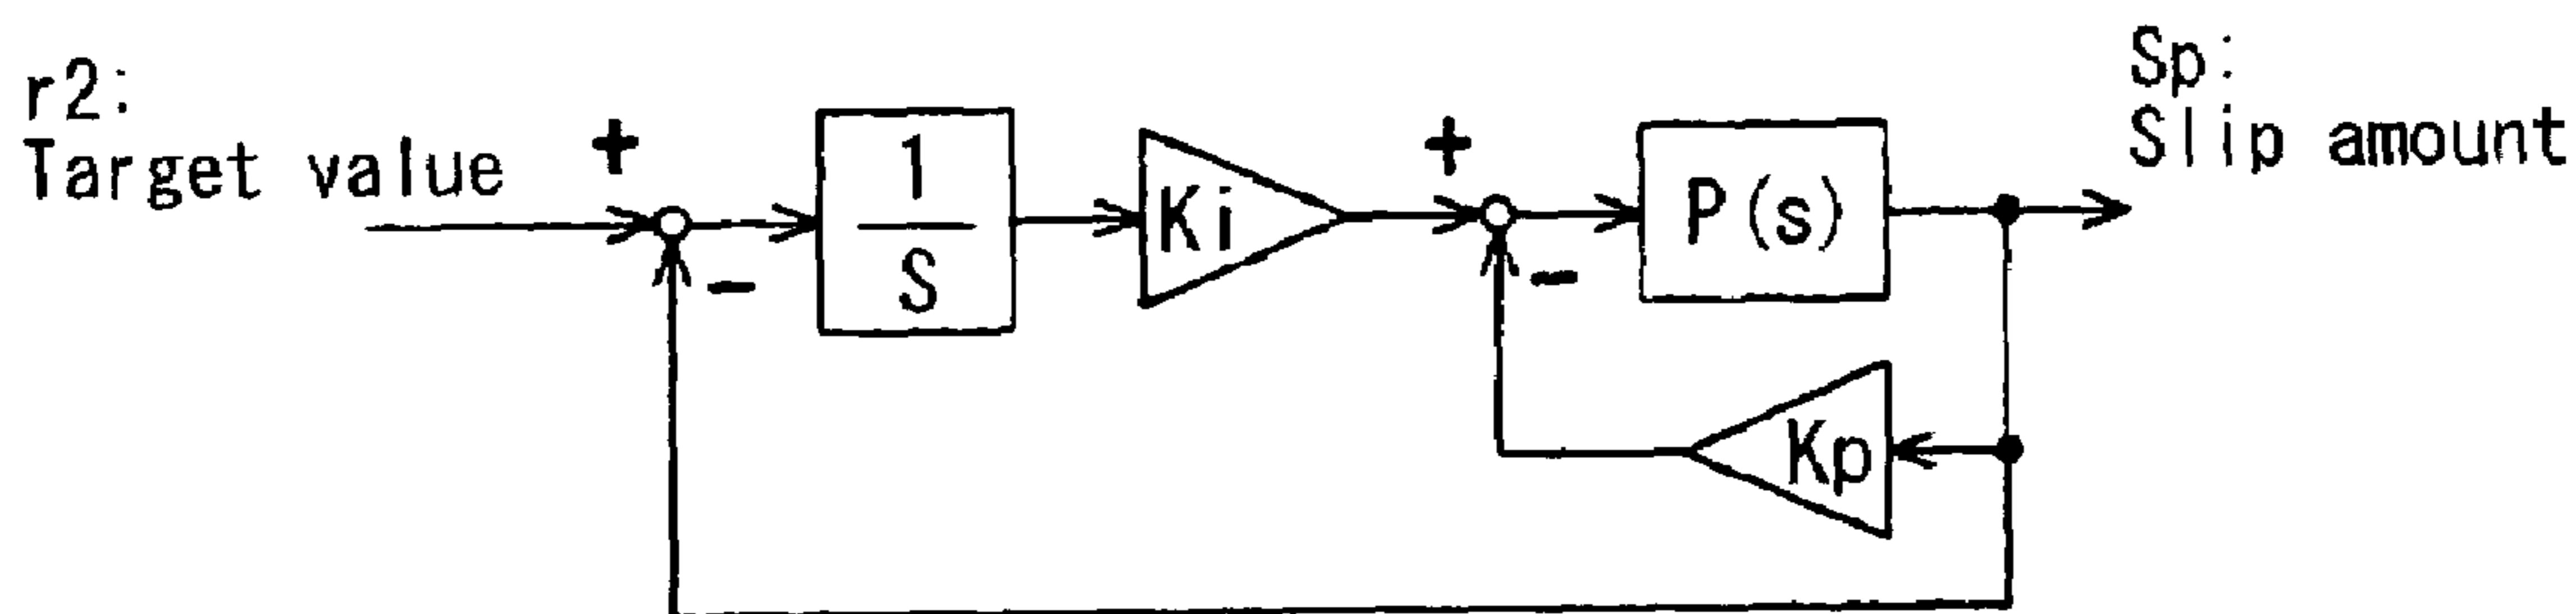 r2:
Target value
+
-
1
S
Ki
+
-
P(s)
Kp
Sp:
Slip amount